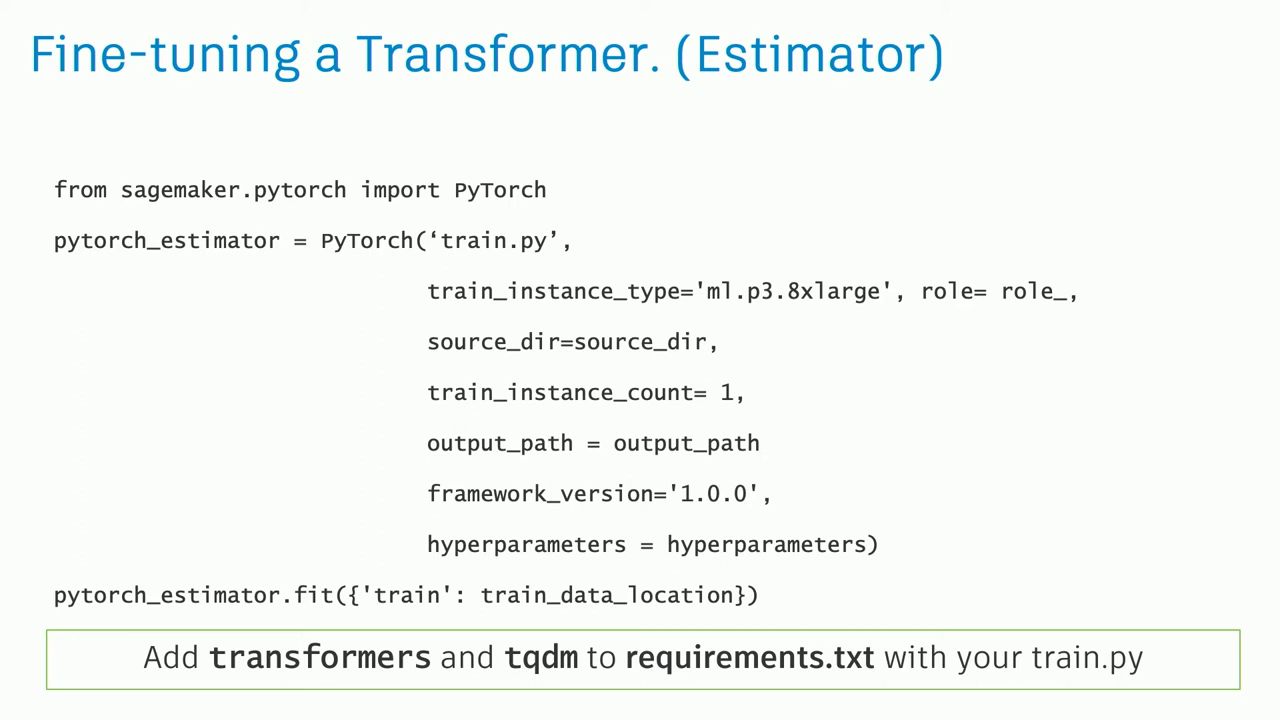 Fine-tuning a Transformer. (Estimator)
from sagemaker.pytorch import PyTorch
pytorch_estimator = PyTorch(‘train.py’,
train_instance_type='ml.p3.8xlarge', role= role_,
source_dir=source_dir,
train_instance_count= 1,
output_path = output_path
framework_version='1.0.0',
hyperparameters = hyperparameters)
pytorch_estimator.fit({'train': train_data_location})
Add transformers and tqdm to requirements.txt with your train.py